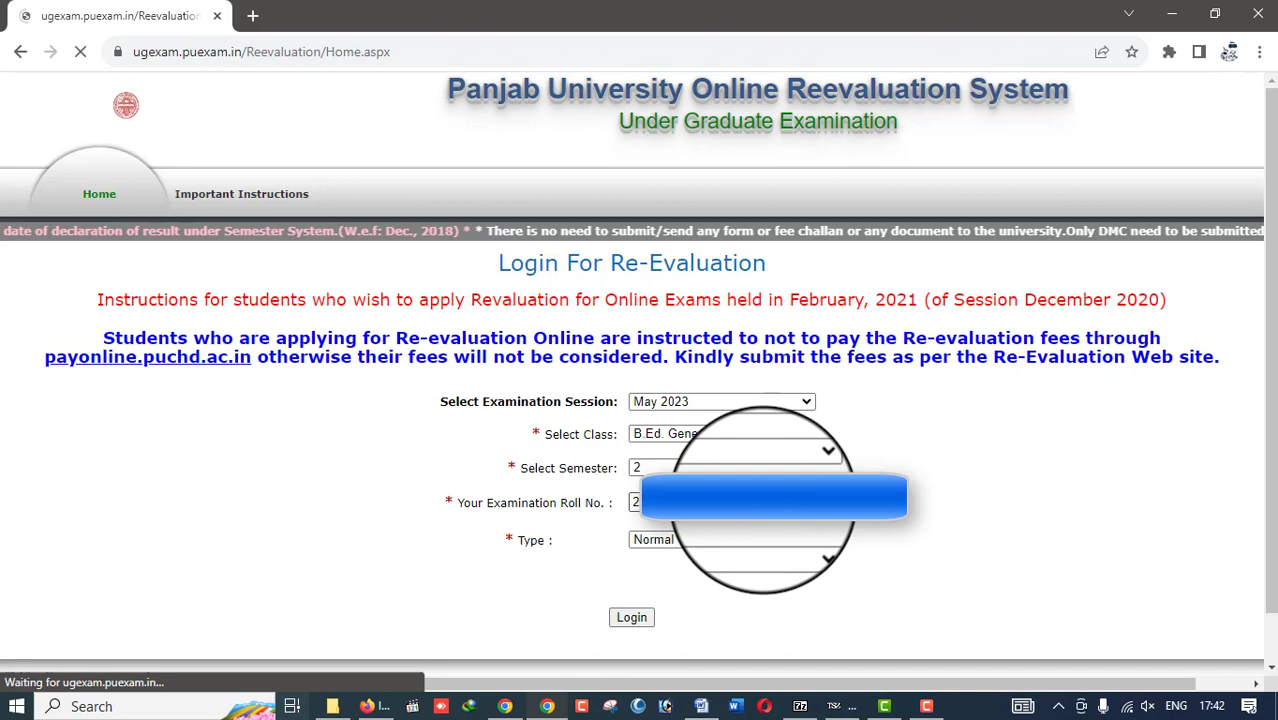 ugexam.puexam.in/Reevaluation
ugexam.puexam.in/Reevaluation/Home.aspx
Panjab University Online Reevaluation System
Under Graduate Examination
Home
Important Instructions
date of declaration of result under Semester System.(W.e.f: Dec., 2018) * * There is no need to submit/send any form or fee challan or any document to the university.Only DMC need to be submitted
Login For Re-Evaluation
Instructions for students who wish to apply Revaluation for Online Exams held in February, 2021 (of Session December 2020)
Students who are applying for Re-evaluation Online are instructed to not to pay the Re-evaluation fees through
payonline.puchd.ac.in otherwise their fees will not be considered. Kindly submit the fees as per the Re-Evaluation Web site.
Select Examination Session: May 2023
* Select Class: B.Ed. Gene
* Select Semester: 2
* Your Examination Roll No. : 2
* Type : Normal
Login
Waiting for ugexam.puexam.in...
Search
I...
TSV ...
ENG
17:42